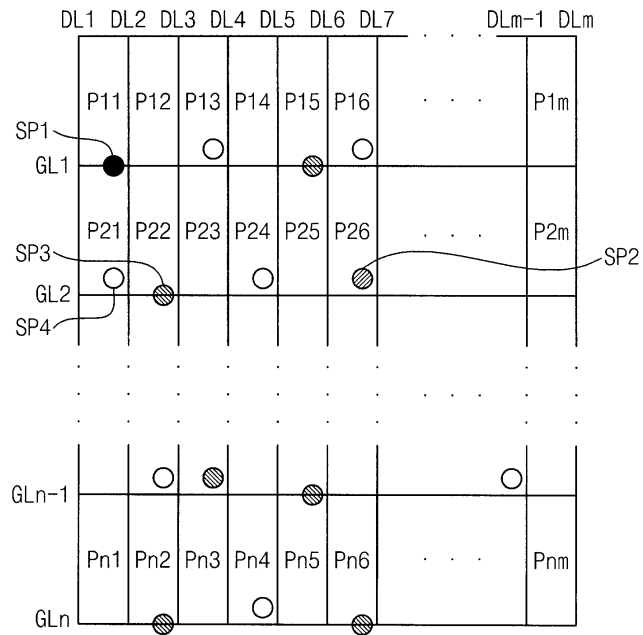 DL1 DL2 DL3 DL4 DL5 DL6 DL7 · · · DLm-1 DLm
P11 P12 P13 P14 P15 P16 · · · P1m
SP1
GL1
P21 P22 P23 P24 P25 P26 · · · P2m
SP3
SP2
GL2
SP4
GLn-1
Pn1 Pn2 Pn3 Pn4 Pn5 Pn6 · · · Pnm
GLn